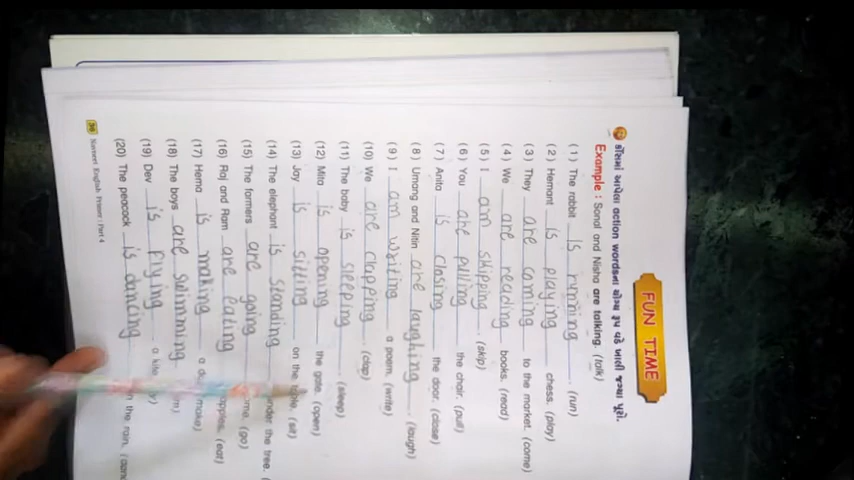 FUN TIME
કૌંસમાં આપેલા action wordsના યોગ્ય રૂપ વડે ખાલી જગ્યા પૂરો.
Example : Sonal and Nisha are talking. (talk)
(1) The rabbit is running. (run)
(2) Hemant is playing chess. (play)
(3) They are coming to the market. (come)
(4) We are reading books. (read)
(5) I am skipping. (skip)
(6) You are pulling the chair. (pull)
(7) Anita is closing the door. (close)
(8) Umang and Nitin are laughing. (laugh)
(9) I am writing a poem. (write)
(10) We are clapping. (clap)
(11) The baby is sleeping. (sleep)
(12) Mita is opening the gate. (open)
(13) Jay is sitting on the table. (sit)
(14) The elephant is standing under the tree.
(15) The farmers are going (go)
(16) Raj and Ram are eating apples. (eat)
(17) Hema is making a (make)
(18) The boys are swimming
(19) Dev is flying a kite
(20) The peacock is dancing in the rain.
Navneet English Primer : Part 4